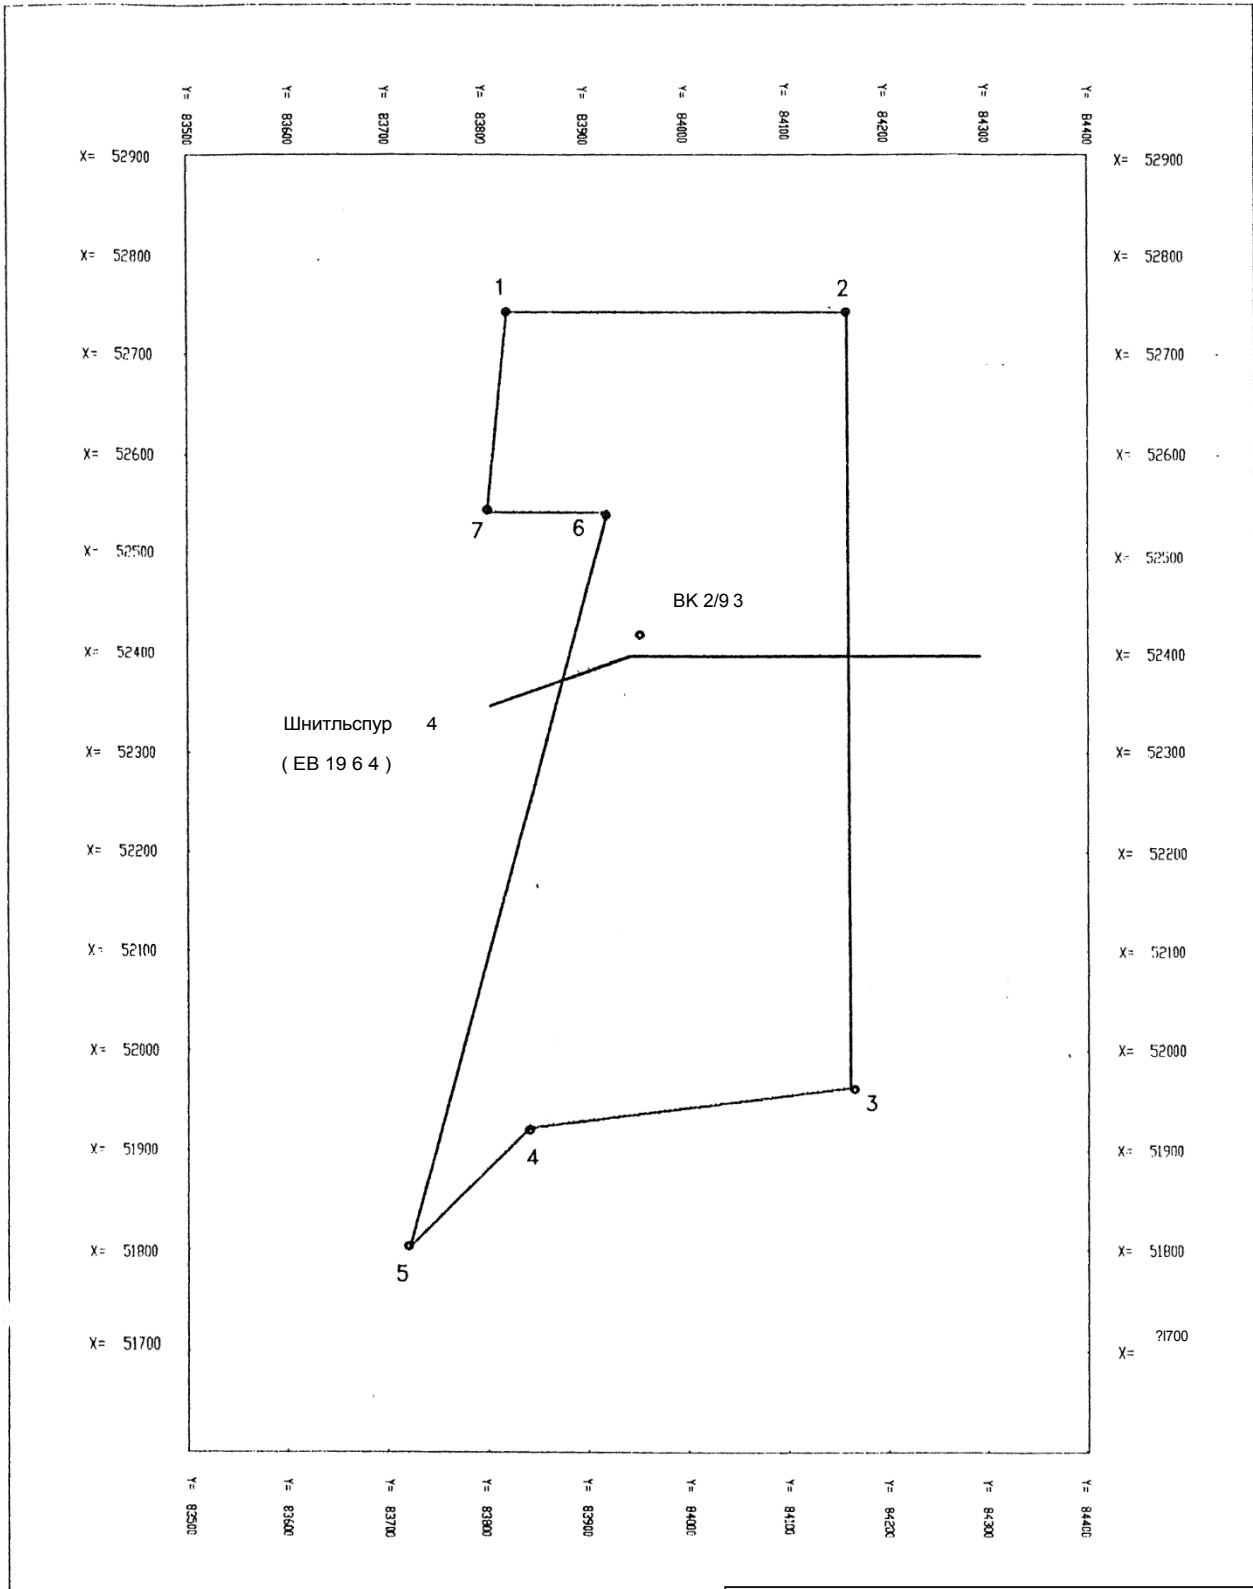 Y= 83500 Y= 83600 Y= 83700 Y= 83800 Y= 83900 Y= 84000 Y= 84100 Y= 84200 Y= 84300 Y= 84400
X= 52900 X= 52900
X= 52800 X= 52800
1 2
X= 52700 X= 52700
X= 52600 X= 52600
7 6
X= 52500 X= 52500
ВК 2/9 3
X= 52400 X= 52400
Шнитльспур 4
X= 52300 X= 52300
( ЕВ 19 6 4 )
X= 52200 X= 52200
X= 52100 X= 52100
X= 52000 X= 52000
3
X= 51900 X= 51900
4
X= 51800 X= 51800
5
X= 51700 X= ?I700
Y= 83500 Y= 83600 Y= 83700 Y= 83800 Y= 83900 Y= 84000 Y= 84100 Y= 84200 Y= 84300 Y= 84400